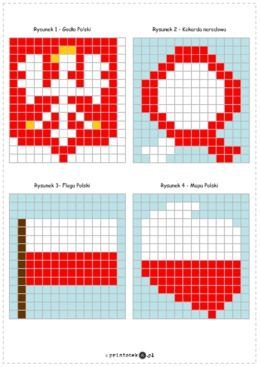 Rysunek 1 - Godło Polski
Rysunek 2 - Kokarda narodowa
Rysunek 3- Flaga Polski
Rysunek 4 - Mapa Polski
printoteka.pl